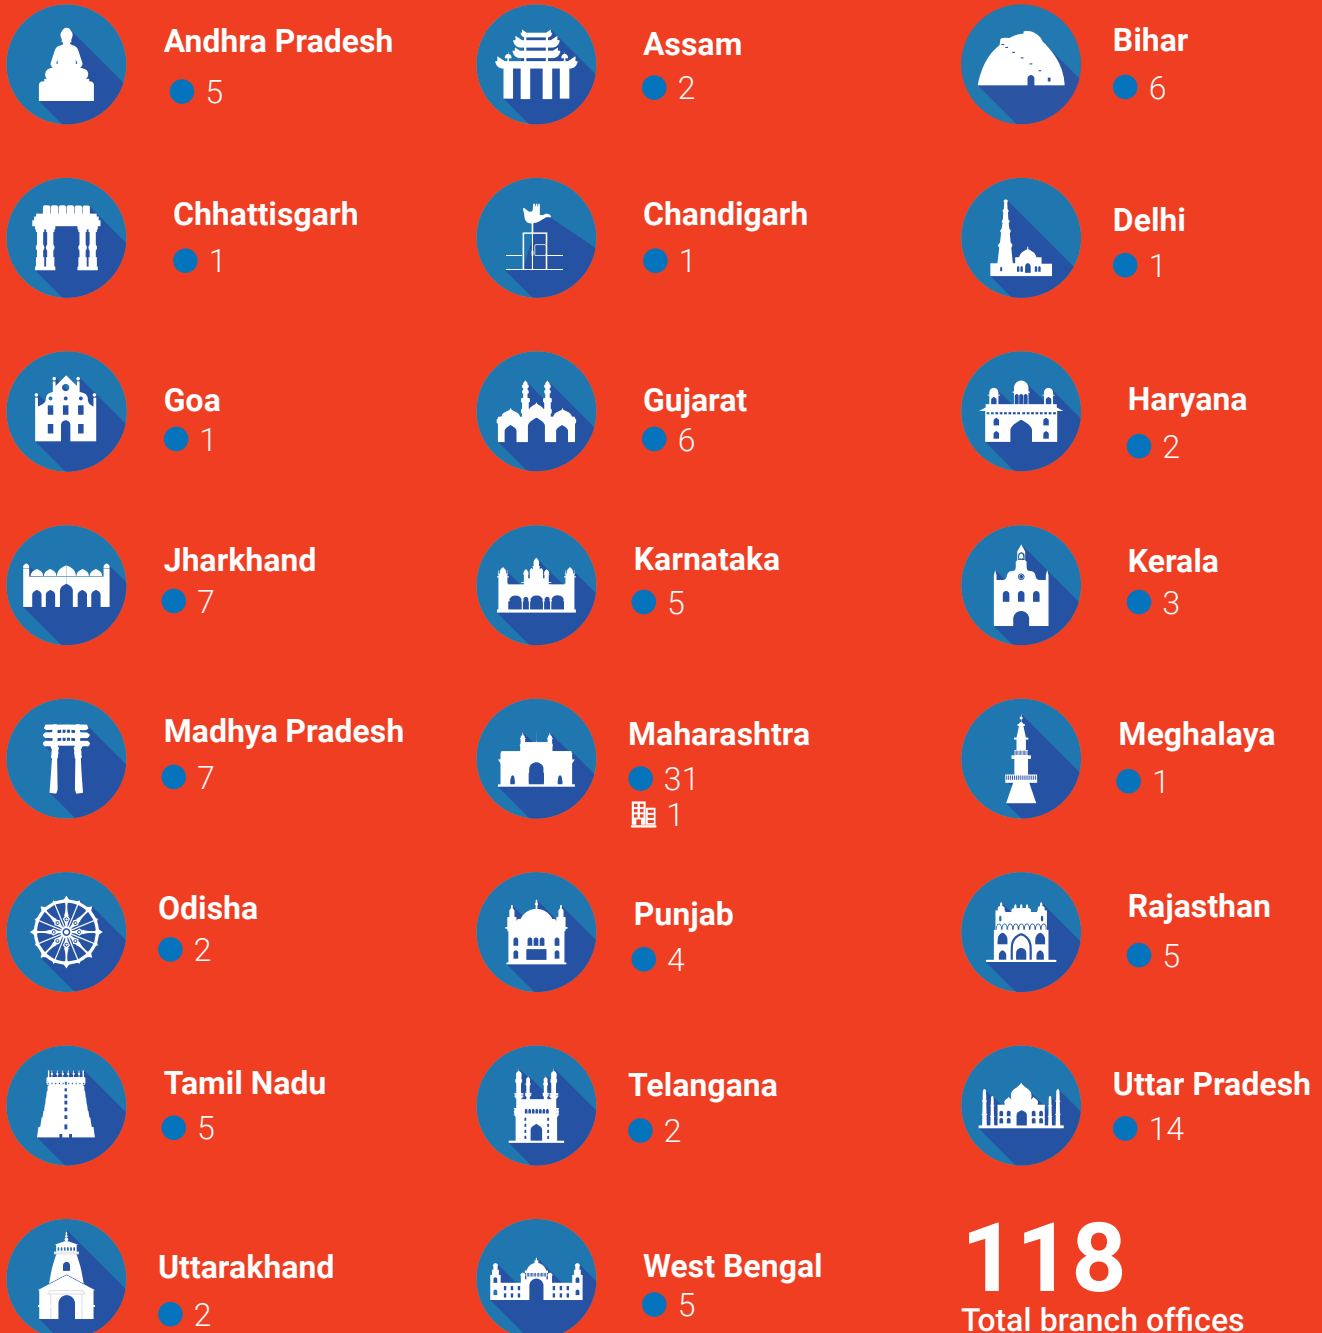 Andhra Pradesh
5
Assam
2
Bihar
6
Chhattisgarh
1
Chandigarh
1
Delhi
1
Goa
1
Gujarat
6
Haryana
2
Jharkhand
7
Karnataka
5
Kerala
3
Madhya Pradesh
7
Maharashtra
31
1
Meghalaya
1
Odisha
2
Punjab
4
Rajasthan
5
Tamil Nadu
5
Telangana
2
Uttar Pradesh
14
Uttarakhand
2
West Bengal
5
118
Total branch offices